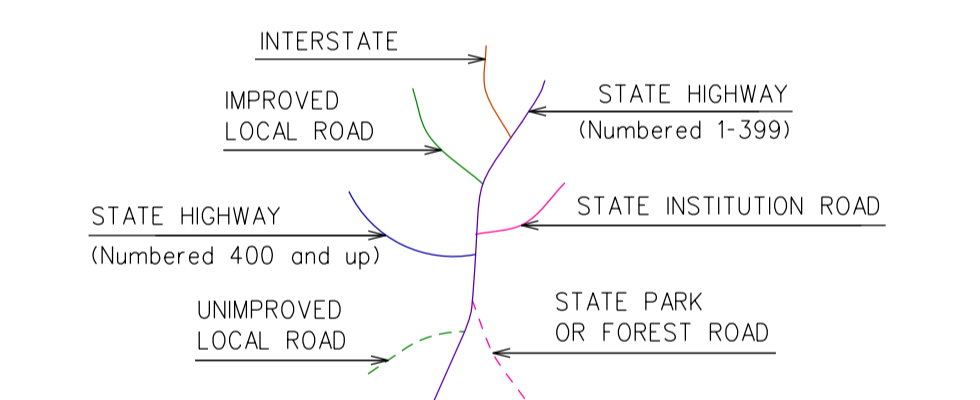 INTERSTATE
STATE HIGHWAY
(Numbered 1-399)
IMPROVED
LOCAL ROAD
STATE HIGHWAY
(Numbered 400 and up)
STATE INSTITUTION ROAD
UNIMPROVED
LOCAL ROAD
STATE PARK
OR FOREST ROAD